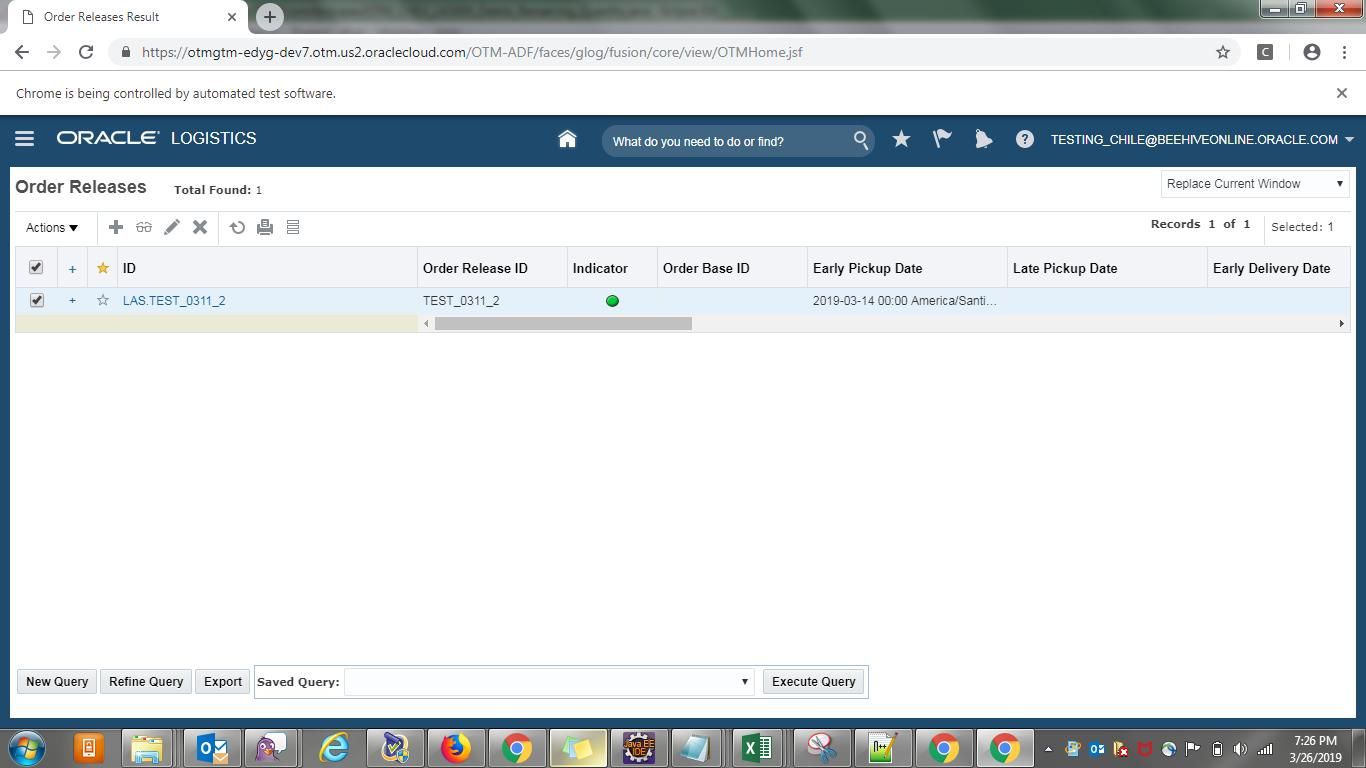 Order Releases Result
https://otmgtm-edyg-dev7.otm.us2.oraclecloud.com/OTM-ADF/faces/glog/fusion/core/view/OTMHome.jsf
C
Chrome is being controlled by automated test software.
ORACLE LOGISTICS
What do you need to do or find?
TESTING_CHILE@BEEHIVEONLINE.ORACLE.COM
Order Releases Total Found: 1
Replace Current Window
Actions
Records 1 of 1
Selected: 1
ID Order Release ID Indicator Order Base ID Early Pickup Date Late Pickup Date Early Delivery Date
LAS.TEST_0311_2 TEST_0311_2 2019-03-14 00:00 America/Santi...
New Query Refine Query Export Saved Query: Execute Query
Java EE
IDE
7:26 PM
3/26/2019